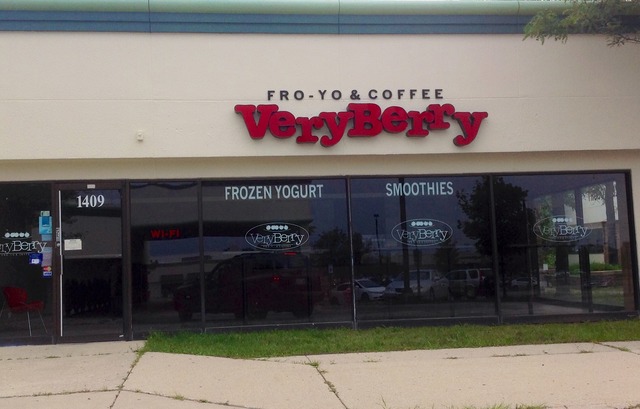 FRO-YO & COFFEE
VeryBerry
1409
FROZEN YOGURT
SMOOTHIES
WI-FI
VeryBerry
VeryBerry
VeryBerry
VeryBerry